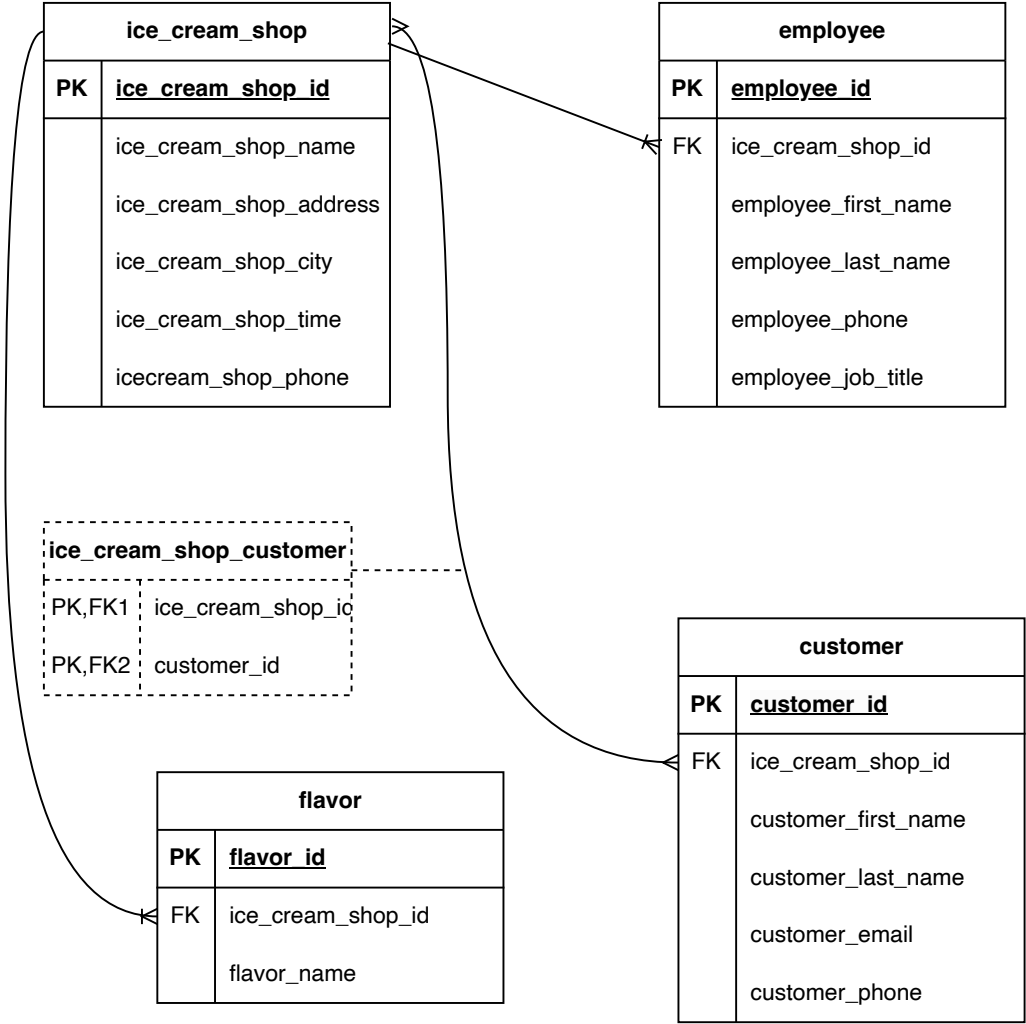 ice_cream_shop
PK ice_cream_shop_id
ice_cream_shop_name
ice_cream_shop_address
ice_cream_shop_city
ice_cream_shop_time
icecream_shop_phone
employee
PK employee_id
FK ice_cream_shop_id
employee_first_name
employee_last_name
employee_phone
employee_job_title
ice_cream_shop_customer
PK,FK1 ice_cream_shop_id
PK,FK2 customer_id
customer
PK customer_id
FK ice_cream_shop_id
customer_first_name
customer_last_name
customer_email
customer_phone
flavor
PK flavor_id
FK ice_cream_shop_id
flavor_name